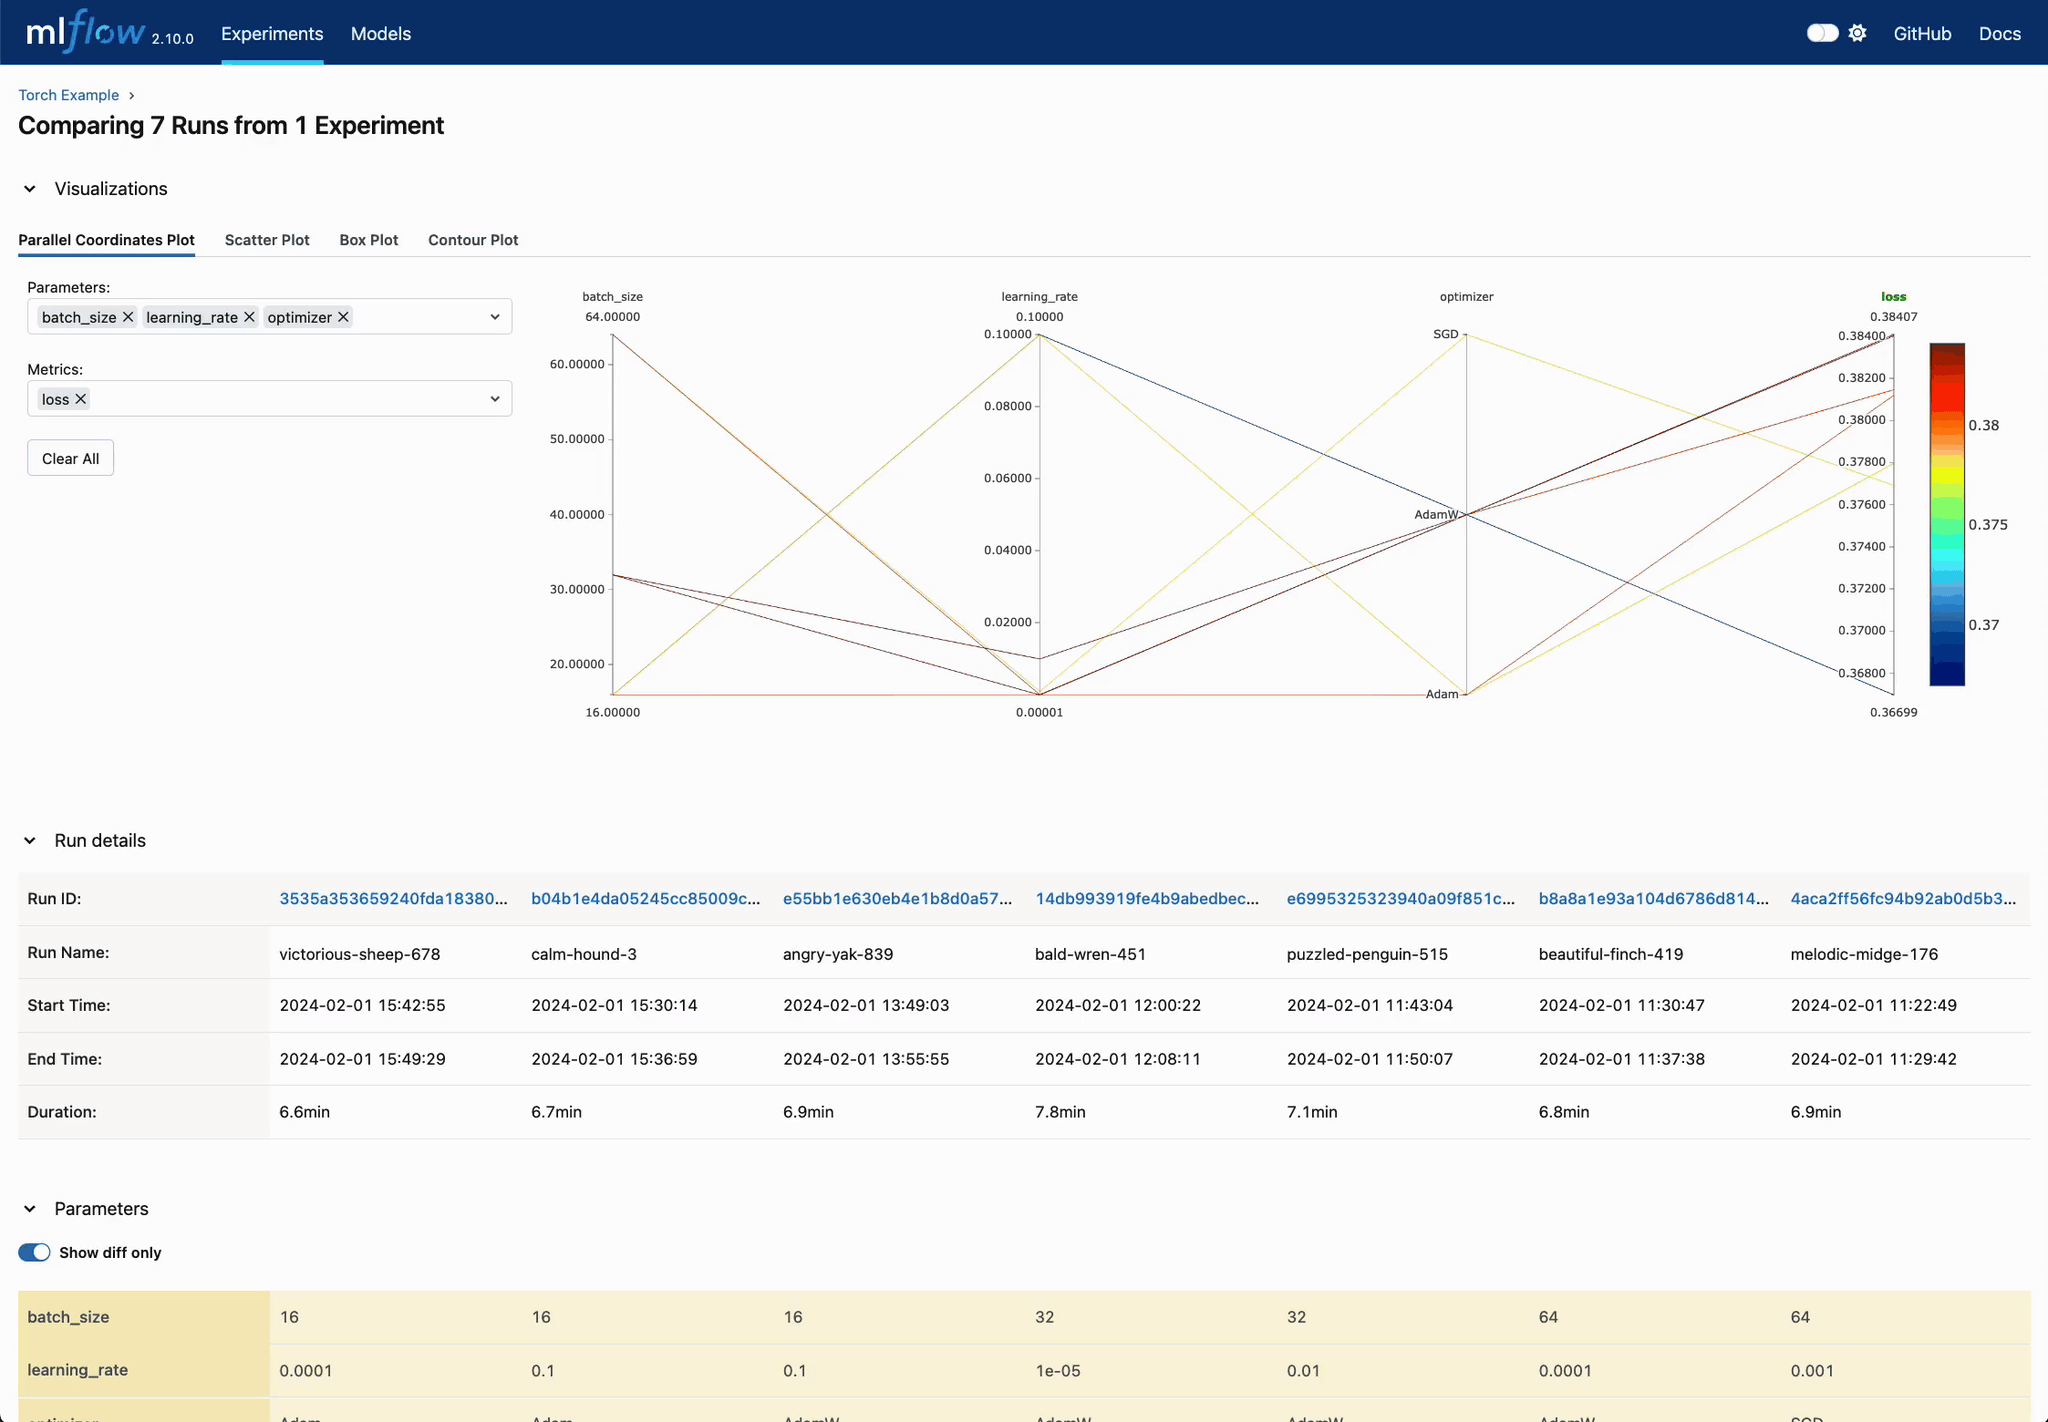 mlflow 2.10.0 Experiments Models GitHub Docs
Torch Example
Comparing 7 Runs from 1 Experiment
Visualizations
Parallel Coordinates Plot Scatter Plot Box Plot Contour Plot
Parameters:
batch_size learning_rate optimizer
Metrics:
loss
Clear All
batch_size
64.00000
60.00000
50.00000
40.00000
30.00000
20.00000
16.00000
learning_rate
0.10000
0.10000
0.08000
0.06000
0.04000
0.02000
0.00001
optimizer
SGD
AdamW
Adam
loss
0.38407
0.38400
0.38200
0.38000
0.37800
0.37600
0.37400
0.37200
0.37000
0.36800
0.36699
0.38
0.375
0.37
Run details
Run ID: 3535a353659240fda18380... b04b1e4da05245cc85009c... e55bb1e630eb4e1b8d0a57... 14db993919fe4b9abedbec... e6995325323940a09f851c... b8a8a1e93a104d6786d814... 4aca2ff56fc94b92ab0d5b3...
Run Name: victorious-sheep-678 calm-hound-3 angry-yak-839 bald-wren-451 puzzled-penguin-515 beautiful-finch-419 melodic-midge-176
Start Time: 2024-02-01 15:42:55 2024-02-01 15:30:14 2024-02-01 13:49:03 2024-02-01 12:00:22 2024-02-01 11:43:04 2024-02-01 11:30:47 2024-02-01 11:22:49
End Time: 2024-02-01 15:49:29 2024-02-01 15:36:59 2024-02-01 13:55:55 2024-02-01 12:08:11 2024-02-01 11:50:07 2024-02-01 11:37:38 2024-02-01 11:29:42
Duration: 6.6min 6.7min 6.9min 7.8min 7.1min 6.8min 6.9min
Parameters
Show diff only
batch_size 16 16 16 32 32 64 64
learning_rate 0.0001 0.1 0.1 1e-05 0.01 0.0001 0.001